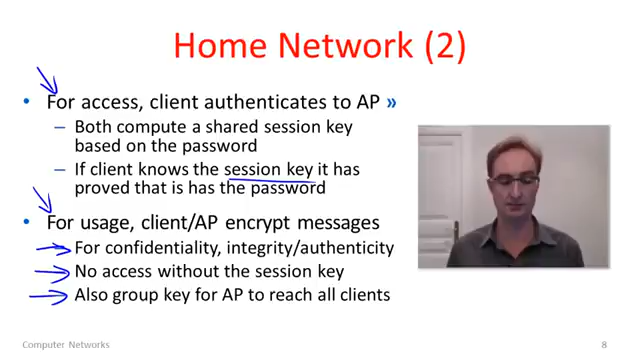 Home Network (2)
• For access, client authenticates to AP »
– Both compute a shared session key
based on the password
– If client knows the session key it has
proved that is has the password
• For usage, client/AP encrypt messages
– For confidentiality, integrity/authenticity
– No access without the session key
– Also group key for AP to reach all clients
Computer Networks
8